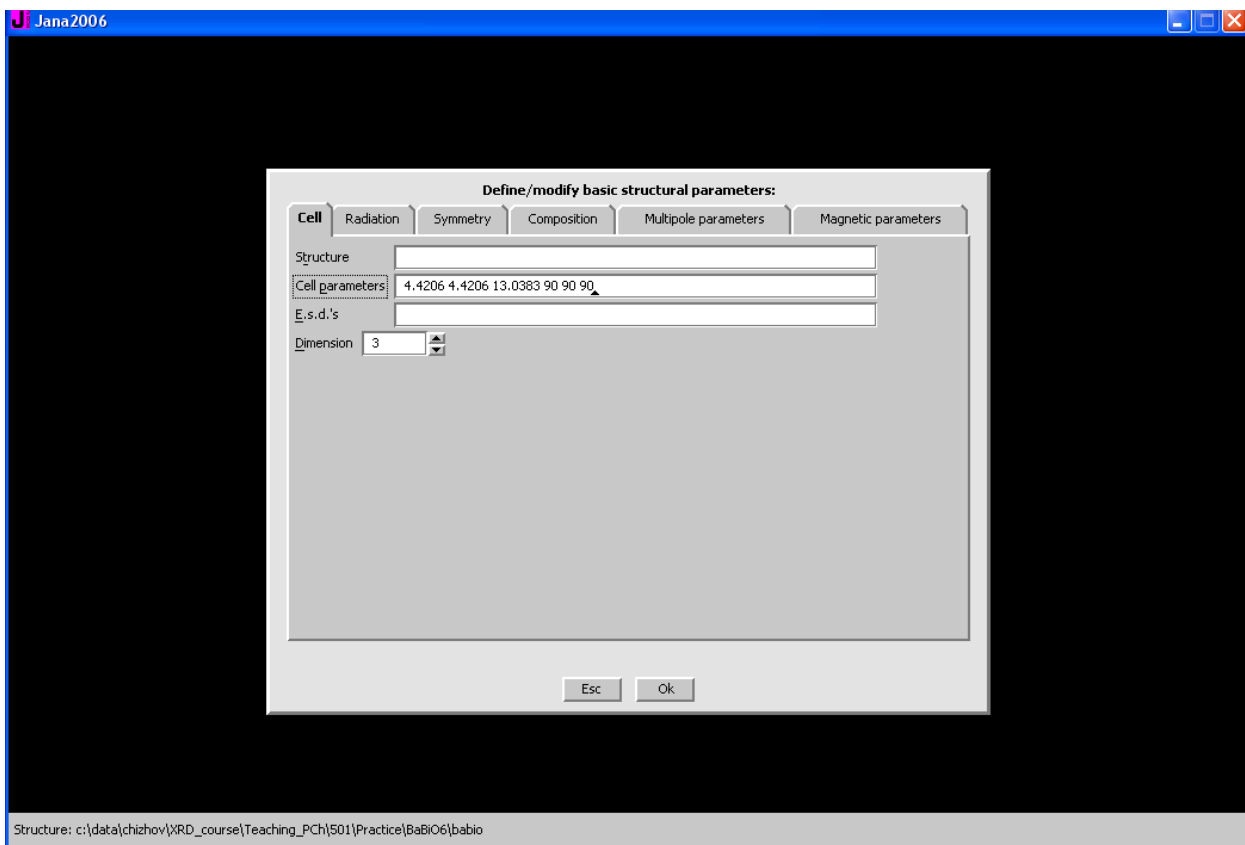 Jana2006
Define/modify basic structural parameters:
Cell Radiation Symmetry Composition Multipole parameters Magnetic parameters
Structure
Cell parameters 4.4206 4.4206 13.0383 90 90 90
E.s.d.'s
Dimension 3
Esc Ok
Structure: c:\data\chizhov\XRD_course\Teaching_PCh\501\Practice\BaBiO6\babio